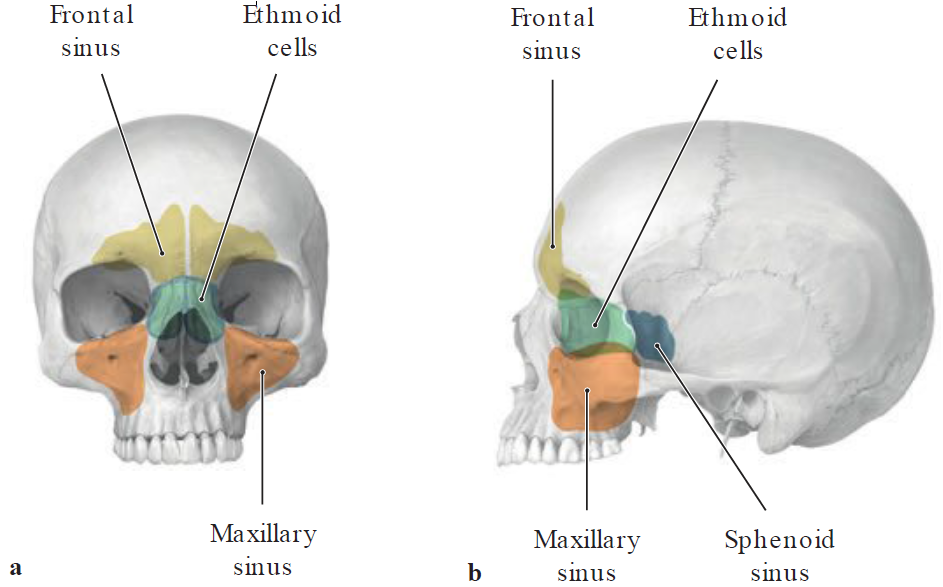 Frontal
sinus
Ethmoid
cells
Maxillary
sinus
a
Frontal
sinus
Ethmoid
cells
Maxillary
sinus
Sphenoid
sinus
b